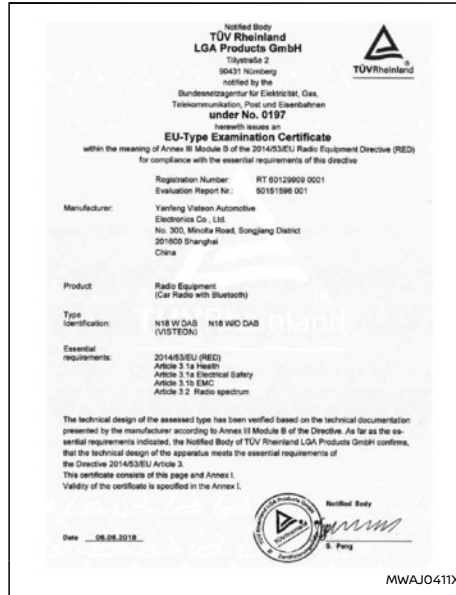 Notified Body
TÜV Rheinland
LGA Products GmbH
Tillystraße 2
90431 Nürnberg
notified by the
Bundesnetzagentur für Elektrizität, Gas,
Telekommunikation, Post und Eisenbahnen
under No. 0197
herewith issues an
EU-Type Examination Certificate
within the meaning of Annex III Module B of the 2014/53/EU Radio Equipment Directive (RED)
for compliance with the essential requirements of this directive
TÜVRheinland
Registration Number: RT 60129909 0001
Evaluation Report Nr.: 50151596 001
Manufacturer: Yanfeng Visteon Automotive
Electronics Co., Ltd.
No. 300, Minolta Road, Songjiang District
201600 Shanghai
China
Product: Radio Equipment
(Car Radio with Bluetooth)
Type
Identification: N18 W DAB N18 W/O DAB
(VISTEON)
TÜVRheinland
Essential
requirements: 2014/53/EU (RED)
Article 3.1a Health
Article 3.1a Electrical Safety
Article 3.1b EMC
Article 3.2 Radio spectrum
The technical design of the assessed type has been verified based on the technical documentation
presented by the manufacturer according to Annex III Module B of the Directive. As far as the es-
sential requirements indicated, the Notified Body of TÜV Rheinland LGA Products GmbH confirms,
that the technical design of the apparatus meets the essential requirements of
the Directive 2014/53/EU Article 3.
This certificate consists of this page and Annex I.
Validity of the certificate is specified in the Annex I.
Notified Body
Date 06.06.2018
S. Peng
MWAJ0411X